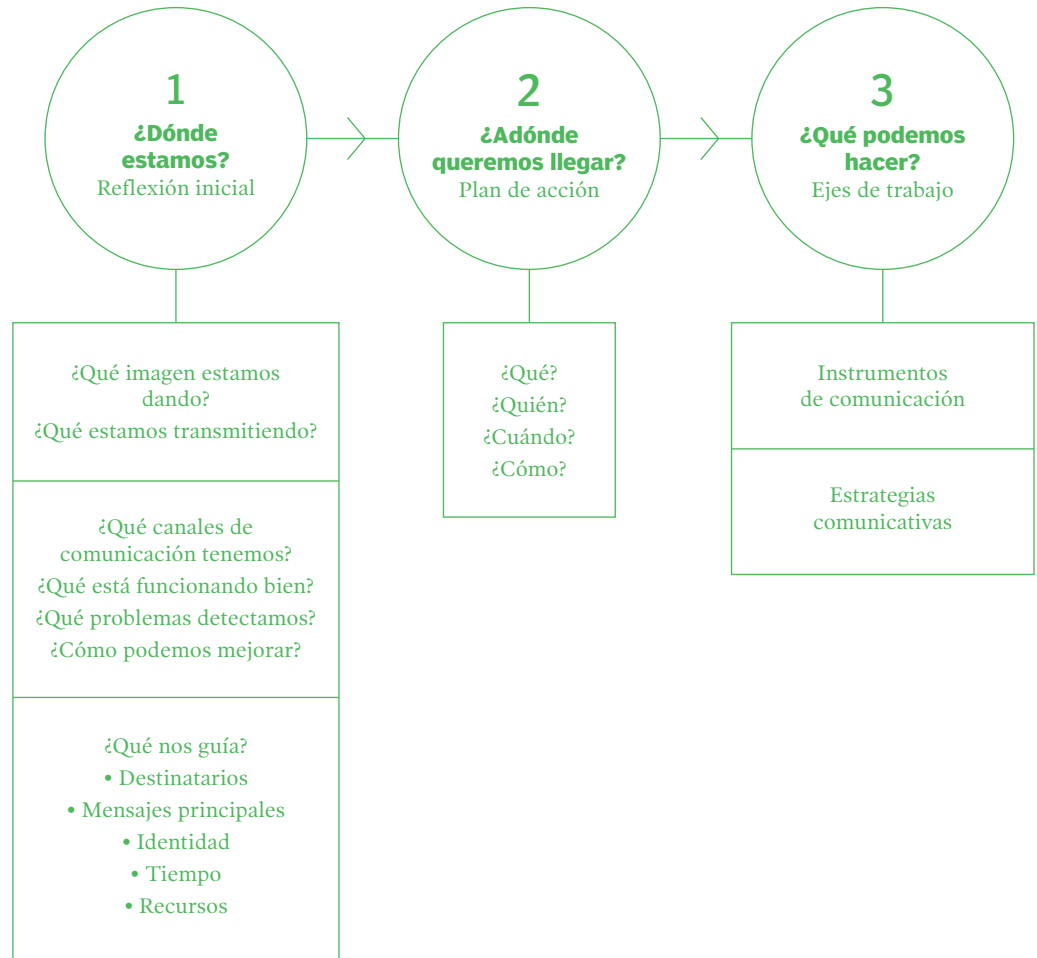 1
¿Dónde
estamos?
Reflexión inicial
¿Qué imagen estamos
dando?
¿Qué estamos transmitiendo?
¿Qué canales de
comunicación tenemos?
¿Qué está funcionando bien?
¿Qué problemas detectamos?
¿Cómo podemos mejorar?
¿Qué nos guía?
• Destinatarios
• Mensajes principales
• Identidad
• Tiempo
• Recursos
2
¿Adónde
queremos llegar?
Plan de acción
¿Qué?
¿Quién?
¿Cuándo?
¿Cómo?
3
¿Qué podemos
hacer?
Ejes de trabajo
Instrumentos
de comunicación
Estrategias
comunicativas